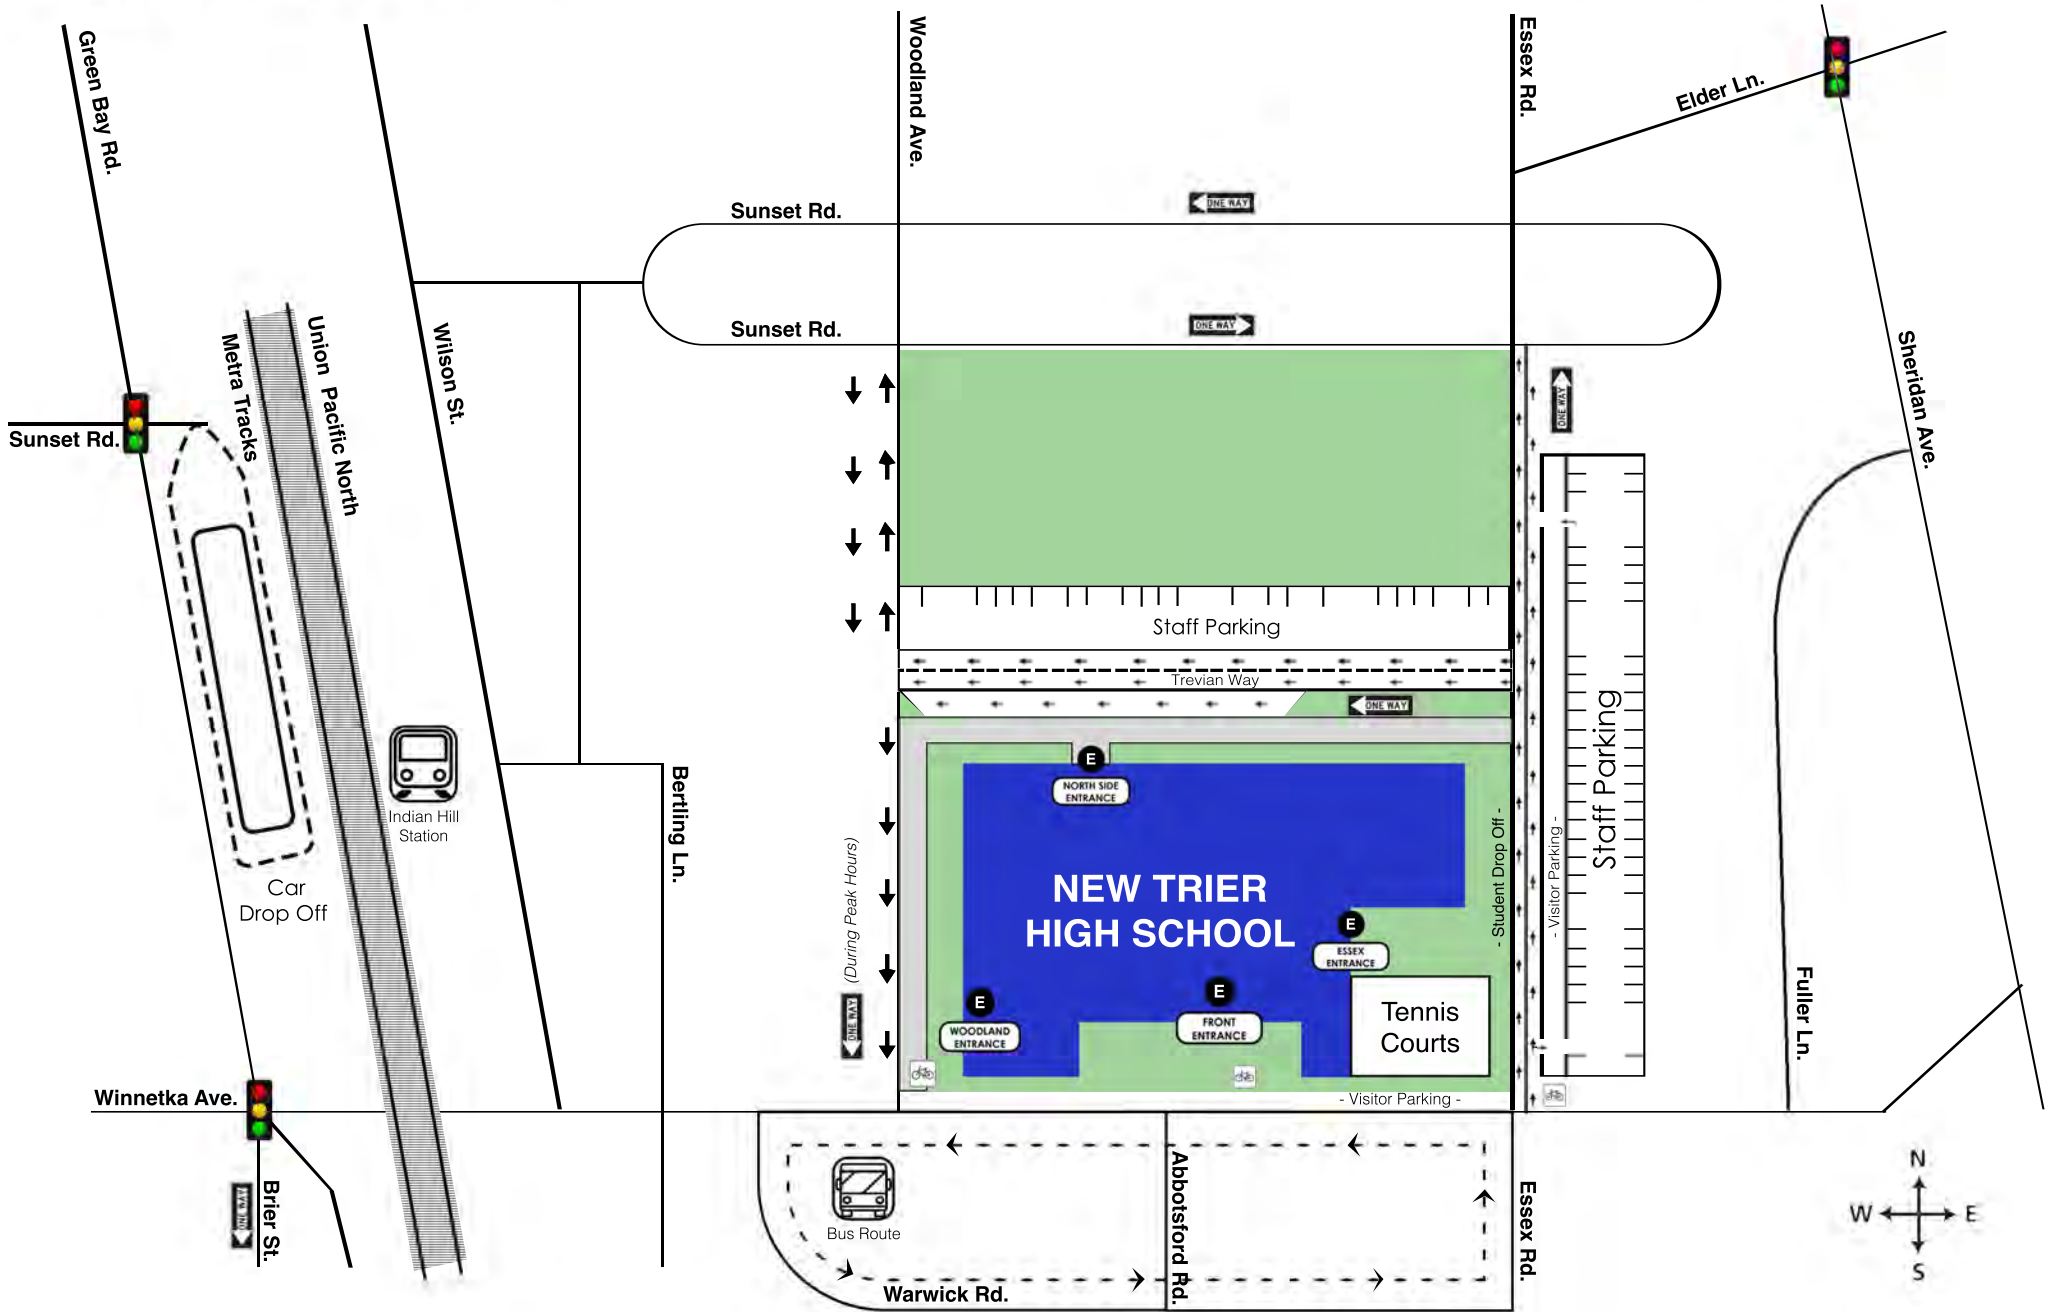 Green Bay Rd.
Woodland Ave.
Essex Rd.
Elder Ln.
Sunset Rd.
ONE WAY
Sunset Rd.
ONE WAY
Metra Tracks
Union Pacific North
Wilson St.
Sheridan Ave.
ONE WAY
Sunset Rd.
Staff Parking
Trevian Way
ONE WAY
E
NORTH SIDE
ENTRANCE
Bertling Ln.
Indian Hill
Station
Car
Drop Off
(During Peak Hours)
ONE WAY
NEW TRIER
HIGH SCHOOL
- Student Drop Off -
- Visitor Parking -
Staff Parking
E
ESSEX
ENTRANCE
E
WOODLAND
ENTRANCE
E
FRONT
ENTRANCE
Tennis
Courts
Fuller Ln.
Winnetka Ave.
- Visitor Parking -
ONE WAY
Brier St.
Bus Route
Abbotsford Rd.
Essex Rd.
Warwick Rd.
N
W
E
S